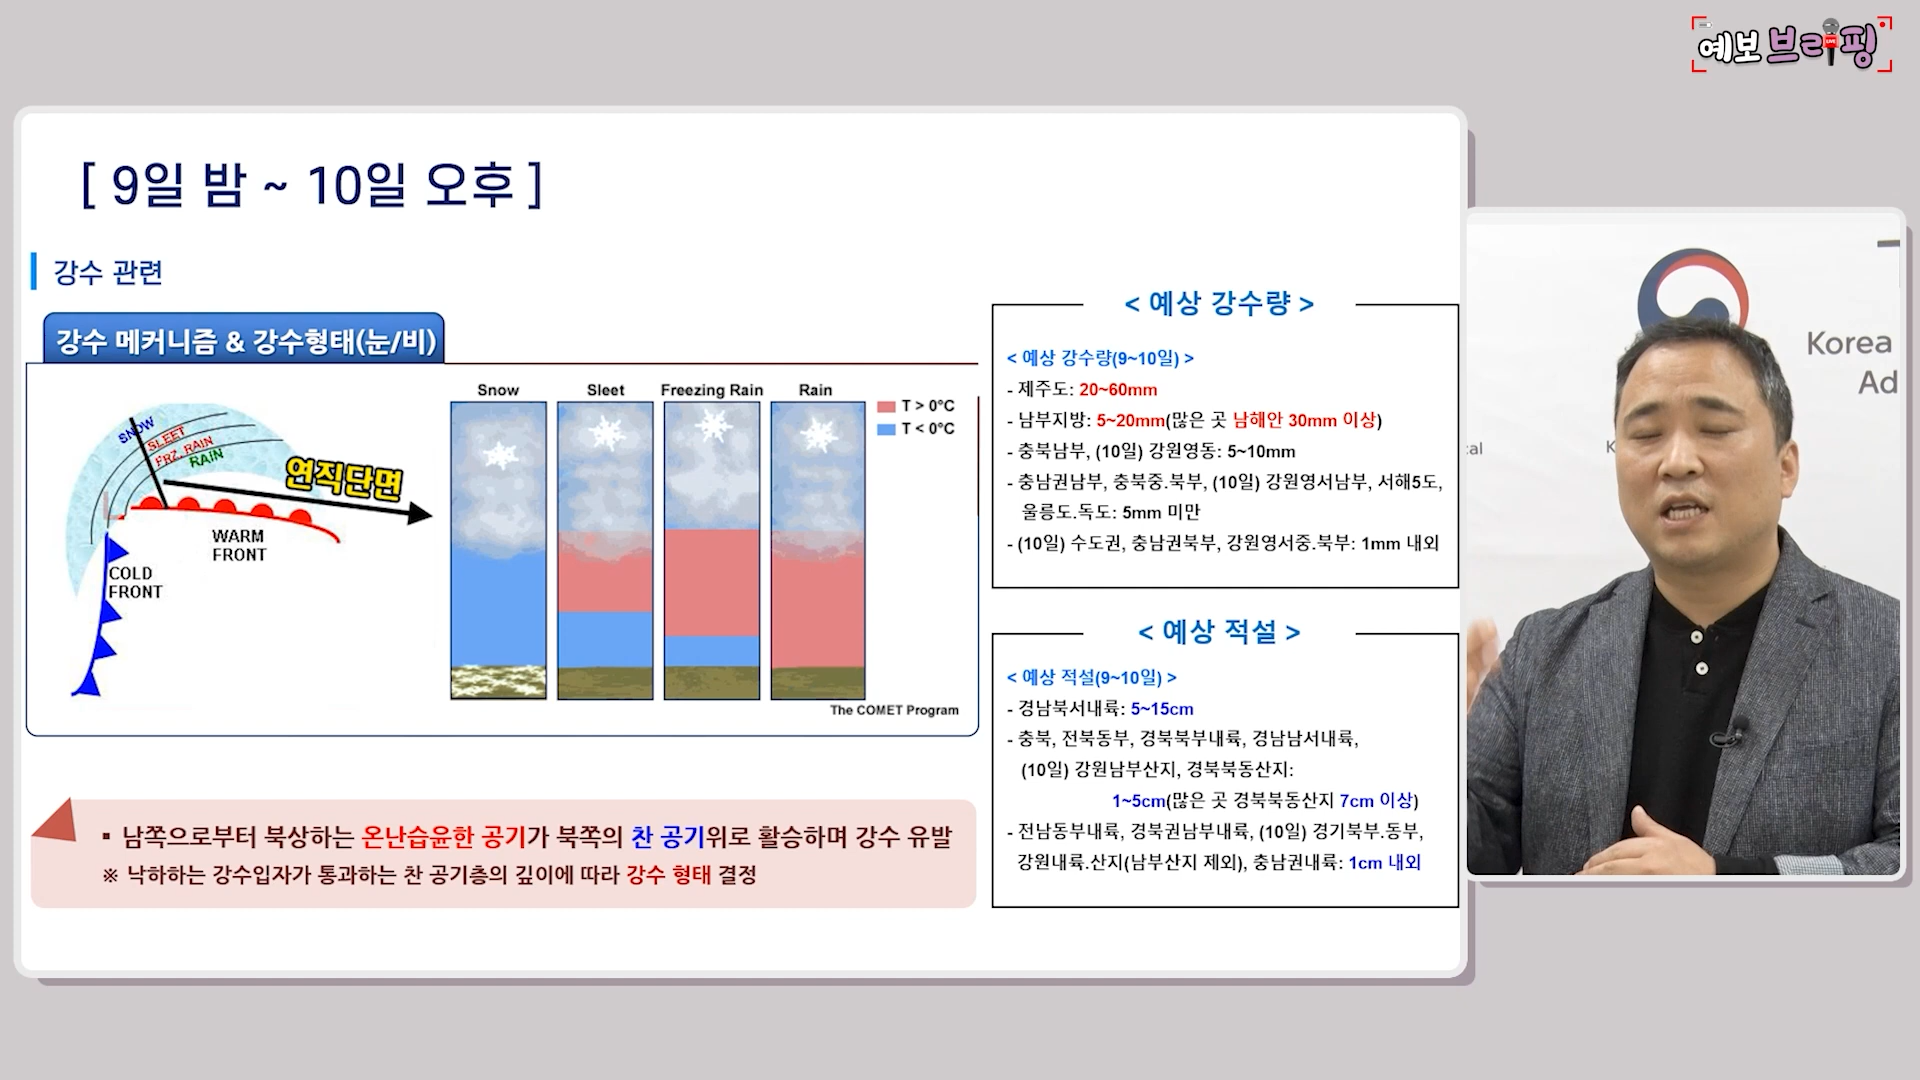 예보 브리핑
LIVE
[ 9일 밤 ~ 10일 오후 ]
강수 관련
강수 메커니즘 & 강수형태(눈/비)
SNOW
SLEET
FRZ. RAIN
RAIN
연직단면
L
WARM
FRONT
COLD
FRONT
Snow
Sleet
Freezing Rain
Rain
T > 0°C
T < 0°C
The COMET Program
▪ 남쪽으로부터 북상하는 온난습윤한 공기가 북쪽의 찬 공기위로 활승하며 강수 유발
※ 낙하하는 강수입자가 통과하는 찬 공기층의 깊이에 따라 강수 형태 결정
< 예상 강수량 >
< 예상 강수량(9~10일) >
- 제주도: 20~60mm
- 남부지방: 5~20mm(많은 곳 남해안 30mm 이상)
- 충북남부, (10일) 강원영동: 5~10mm
- 충남권남부, 충북중.북부, (10일) 강원영서남부, 서해5도,
울릉도.독도: 5mm 미만
- (10일) 수도권, 충남권북부, 강원영서중.북부: 1mm 내외
< 예상 적설 >
< 예상 적설(9~10일) >
- 경남북서내륙: 5~15cm
- 충북, 전북동부, 경북북부내륙, 경남남서내륙,
(10일) 강원남부산지, 경북북동산지:
1~5cm(많은 곳 경북북동산지 7cm 이상)
- 전남동부내륙, 경북권남부내륙, (10일) 경기북부.동부,
강원내륙.산지(남부산지 제외), 충남권내륙: 1cm 내외
Korea
Ad
cal
K